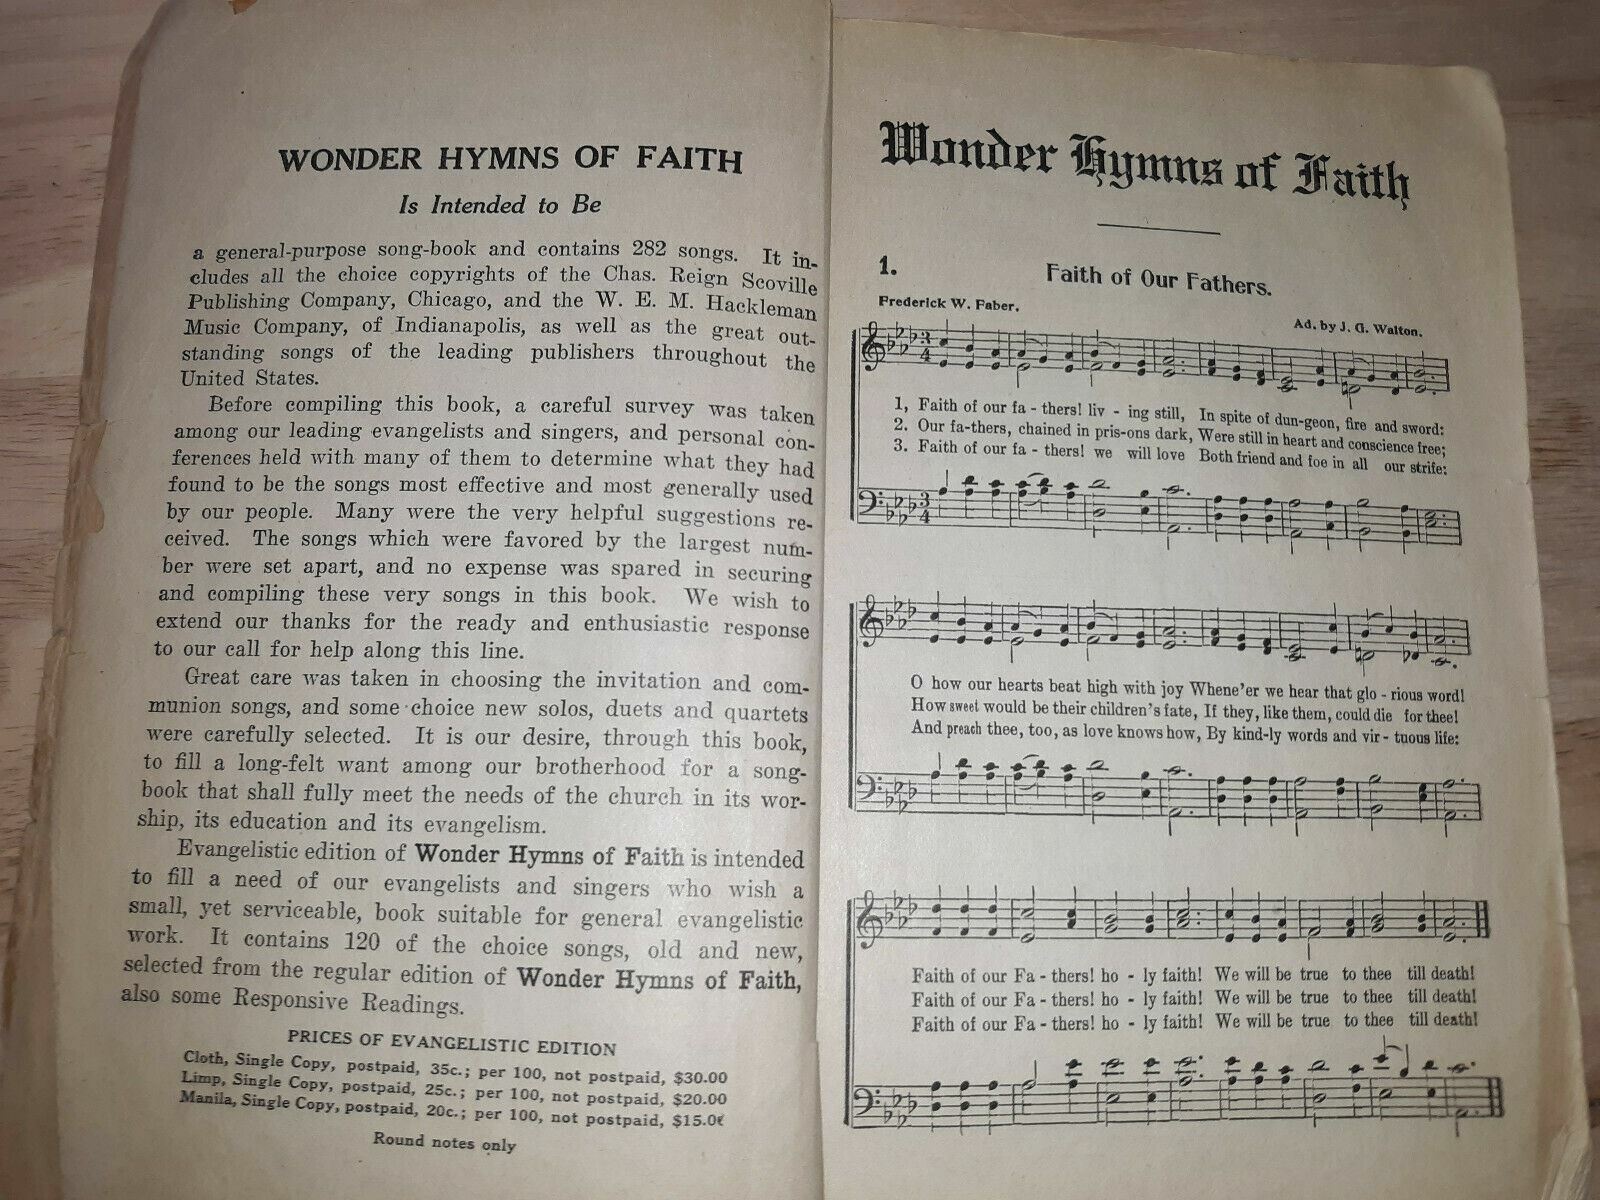 WONDER HYMNS OF FAITH
Is Intended to Be
a general-purpose song-book and contains 282 songs. It in-
cludes all the choice copyrights of the Chas. Reign Scoville
Publishing Company, Chicago, and the W. E. M. Hackleman
Music Company, of Indianapolis, as well as the great out-
standing songs of the leading publishers throughout the
United States.
Before compiling this book, a careful survey was taken
among our leading evangelists and singers, and personal con-
ferences held with many of them to determine what they had
found to be the songs most effective and most generally used
by our people. Many were the very helpful suggestions re-
ceived. The songs which were favored by the largest num-
ber were set apart, and no expense was spared in securing
and compiling these very songs in this book. We wish to
extend our thanks for the ready and enthusiastic response
to our call for help along this line.
Great care was taken in choosing the invitation and com-
munion songs, and some choice new solos, duets and quartets
were carefully selected. It is our desire, through this book,
to fill a long-felt want among our brotherhood for a song-
book that shall fully meet the needs of the church in its wor-
ship, its education and its evangelism.
Evangelistic edition of Wonder Hymns of Faith is intended
to fill a need of our evangelists and singers who wish a
small, yet serviceable, book suitable for general evangelistic
work. It contains 120 of the choice songs, old and new,
selected from the regular edition of Wonder Hymns of Faith,
also some Responsive Readings.
PRICES OF EVANGELISTIC EDITION
Cloth, Single Copy, postpaid, 35c.; per 100, not postpaid, $30.00
Limp, Single Copy, postpaid, 25c.; per 100, not postpaid, $20.00
Manila, Single Copy, postpaid, 20c.; per 100, not postpaid, $15.00
Round notes only
Wonder Hymns of Faith
1. Faith of Our Fathers.
Frederick W. Faber. Ad. by J. G. Walton.
3
4
1, Faith of our fa - thers! liv - ing still, In spite of dun-geon, fire and sword:
2. Our fa-thers, chained in pris-ons dark, Were still in heart and conscience free;
3. Faith of our fa - thers! we will love Both friend and foe in all our strife:
3
4
O how our hearts beat high with joy Whene'er we hear that glo - rious word!
How sweet would be their children's fate, If they, like them, could die for thee!
And preach thee, too, as love knows how, By kind-ly words and vir - tuous life:
Faith of our Fa - thers! ho - ly faith! We will be true to thee till death!
Faith of our Fa - thers! ho - ly faith! We will be true to thee till death!
Faith of our Fa - thers! ho - ly faith! We will be true to thee till death!